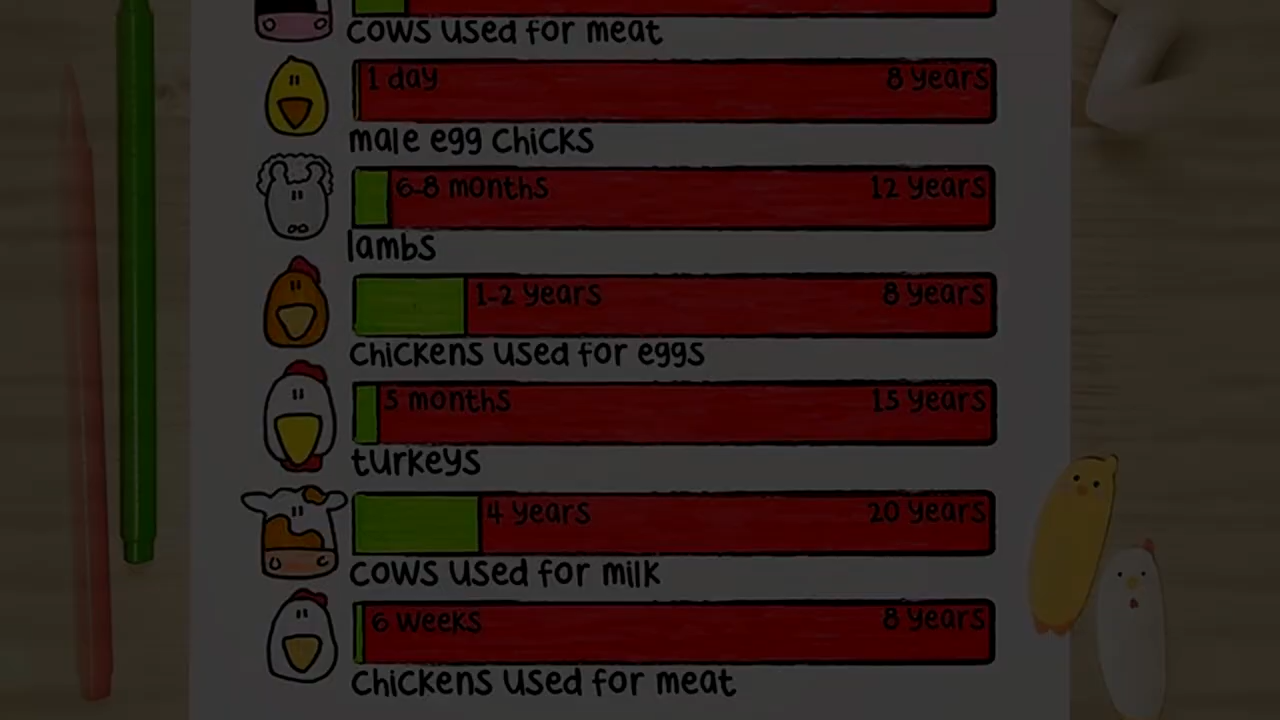 cows used for meat
1 day 8 years
male egg chicks
6-8 months 12 years
lambs
1-2 years 8 years
chickens used for eggs
5 months 15 years
turkeys
4 years 20 years
cows used for milk
6 weeks 8 years
chickens used for meat